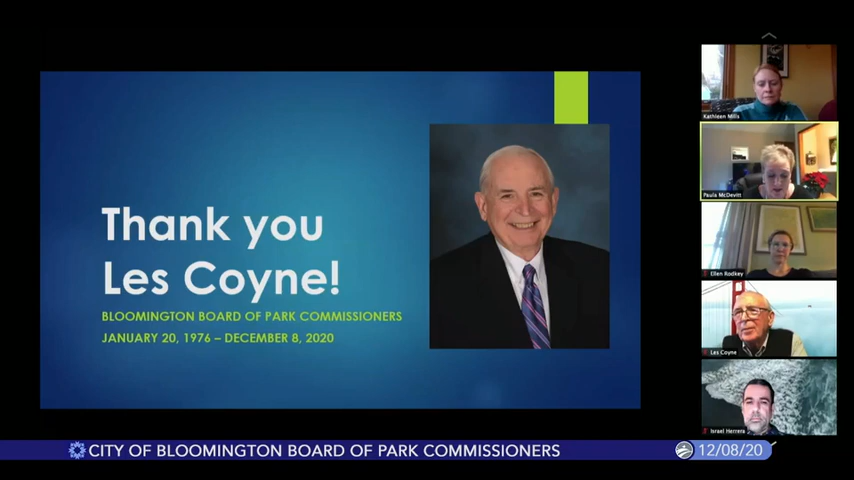 Thank you
Les Coyne!
BLOOMINGTON BOARD OF PARK COMMISSIONERS
JANUARY 20, 1976 – DECEMBER 8, 2020
Kathleen Mills
Paula McDevitt
Ellen Rodkey
Les Coyne
Israel Herrera
CITY OF BLOOMINGTON BOARD OF PARK COMMISSIONERS
12/08/20